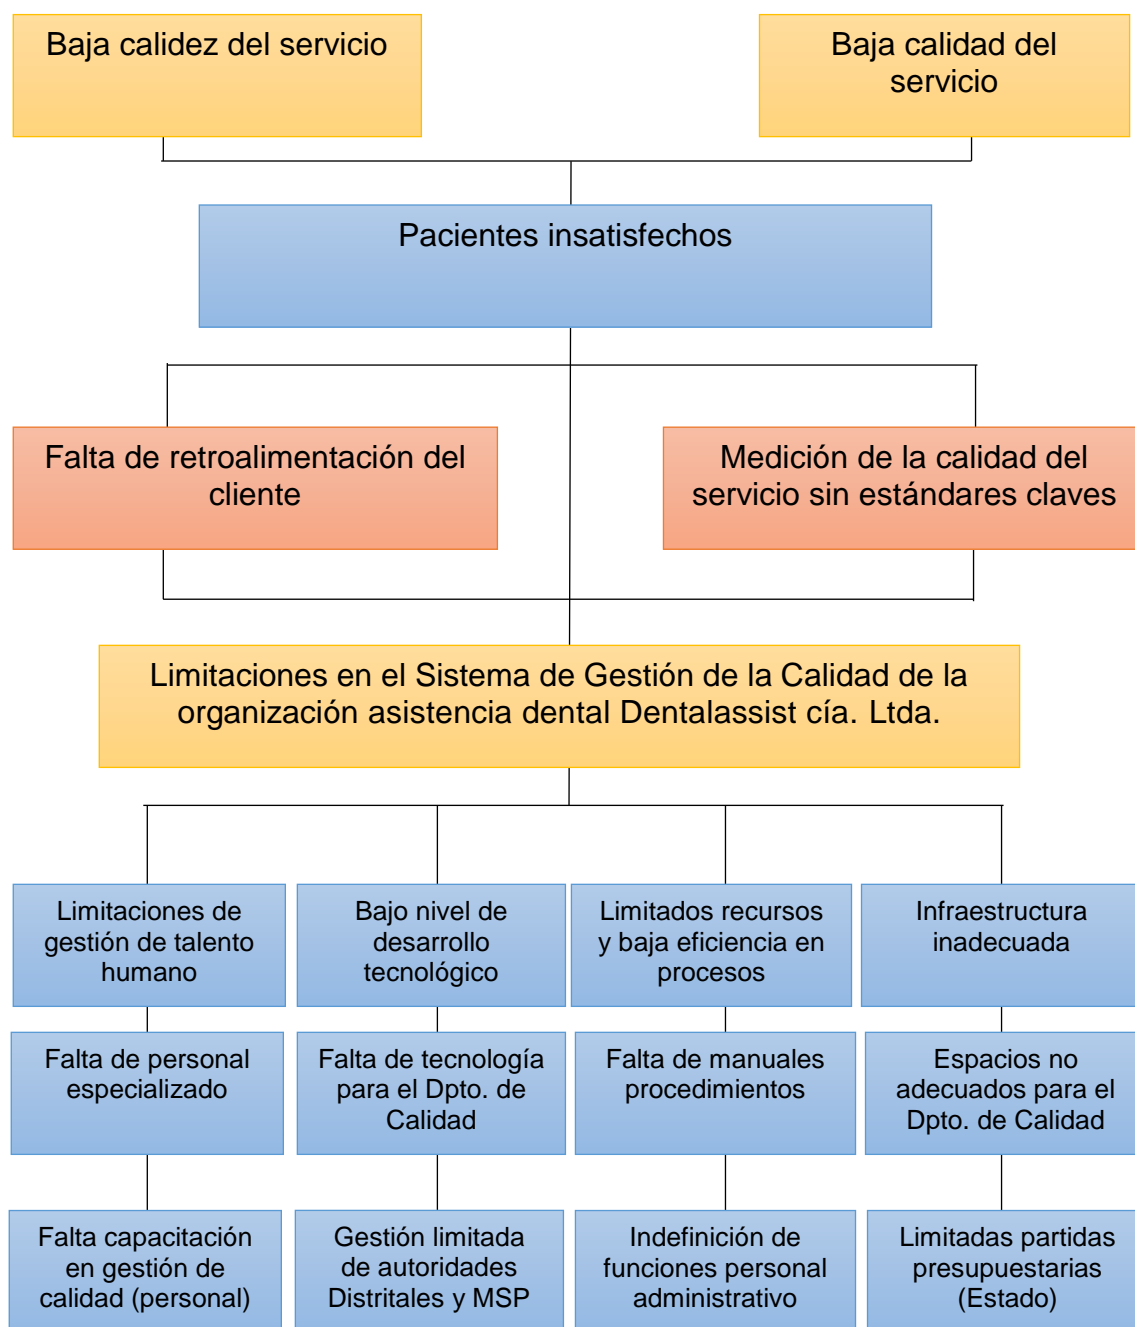 Baja calidez del servicio
Baja calidad del
servicio
Pacientes insatisfechos
Falta de retroalimentación del
cliente
Medición de la calidad del
servicio sin estándares claves
Limitaciones en el Sistema de Gestión de la Calidad de la
organización asistencia dental Dentalassist cía. Ltda.
Limitaciones de
gestión de talento
humano
Bajo nivel de
desarrollo
tecnológico
Limitados recursos
y baja eficiencia en
procesos
Infraestructura
inadecuada
Falta de personal
especializado
Falta de tecnología
para el Dpto. de
Calidad
Falta de manuales
procedimientos
Espacios no
adecuados para el
Dpto. de Calidad
Falta capacitación
en gestión de
calidad (personal)
Gestión limitada
de autoridades
Distritales y MSP
Indefinición de
funciones personal
administrativo
Limitadas partidas
presupuestarias
(Estado)